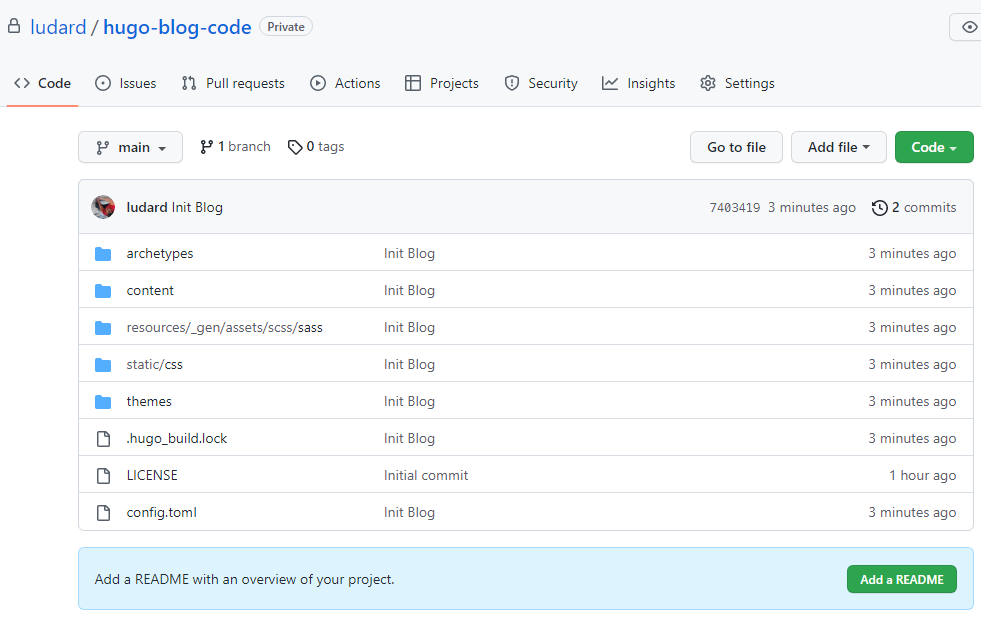 ludard / hugo-blog-code Private
Code Issues Pull requests Actions Projects Security Insights Settings
main 1 branch 0 tags Go to file Add file Code
ludard Init Blog 7403419 3 minutes ago 2 commits
archetypes Init Blog 3 minutes ago
content Init Blog 3 minutes ago
resources/_gen/assets/scss/sass Init Blog 3 minutes ago
static/css Init Blog 3 minutes ago
themes Init Blog 3 minutes ago
.hugo_build.lock Init Blog 3 minutes ago
LICENSE Initial commit 1 hour ago
config.toml Init Blog 3 minutes ago
Add a README with an overview of your project. Add a README